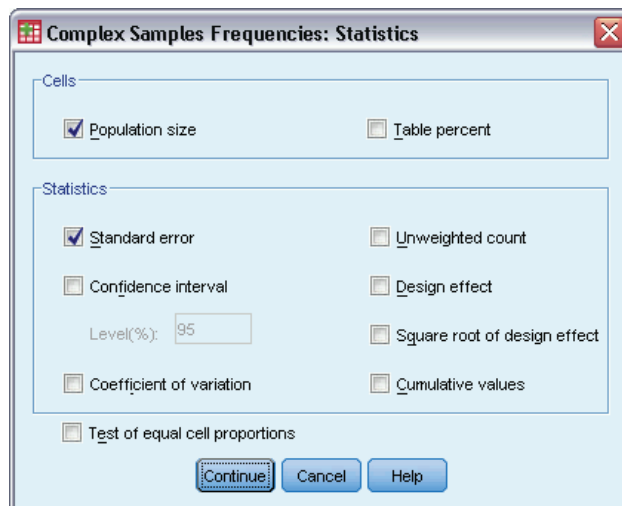 Complex Samples Frequencies: Statistics
Cells
Population size
Table percent
Statistics
Standard error
Unweighted count
Confidence interval
Design effect
Level(%): 95
Square root of design effect
Coefficient of variation
Cumulative values
Test of equal cell proportions
Continue Cancel Help